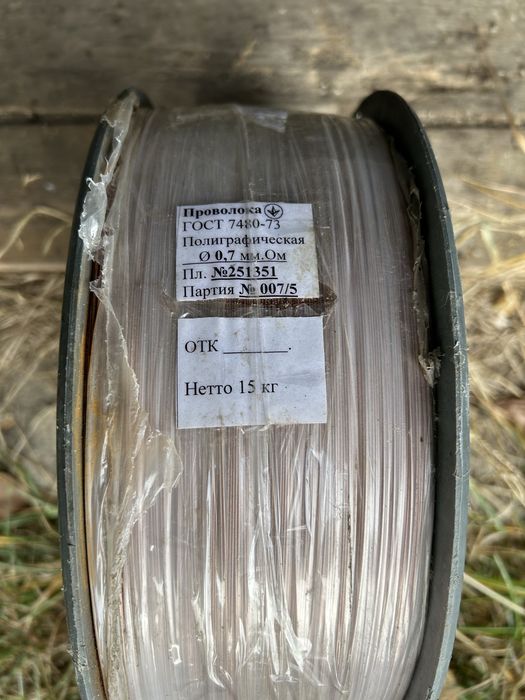 Проволока
ГОСТ 7480-73
Полиграфическая
Ø 0,7 мм.Ом
Пл. №251351
Партия № 007/5
ОТК ________.
Нетто 15 кг